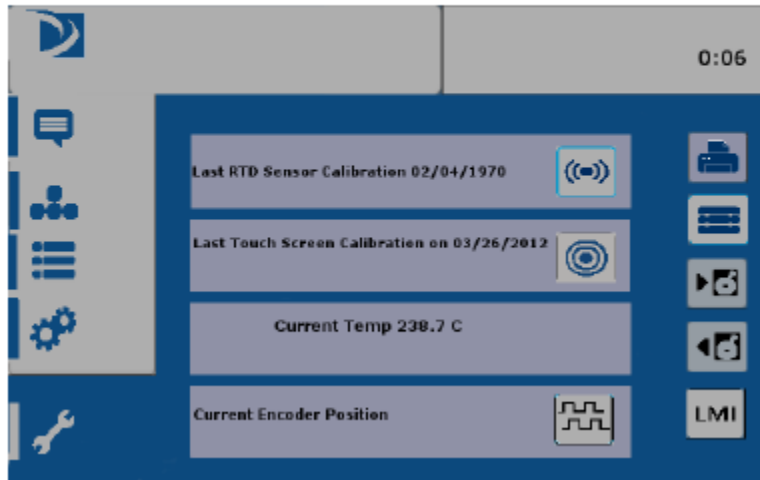 0:06
Last RTD Sensor Calibration 02/04/1970
Last Touch Screen Calibration on 03/26/2012
Current Temp 238.7 C
Current Encoder Position
LMI